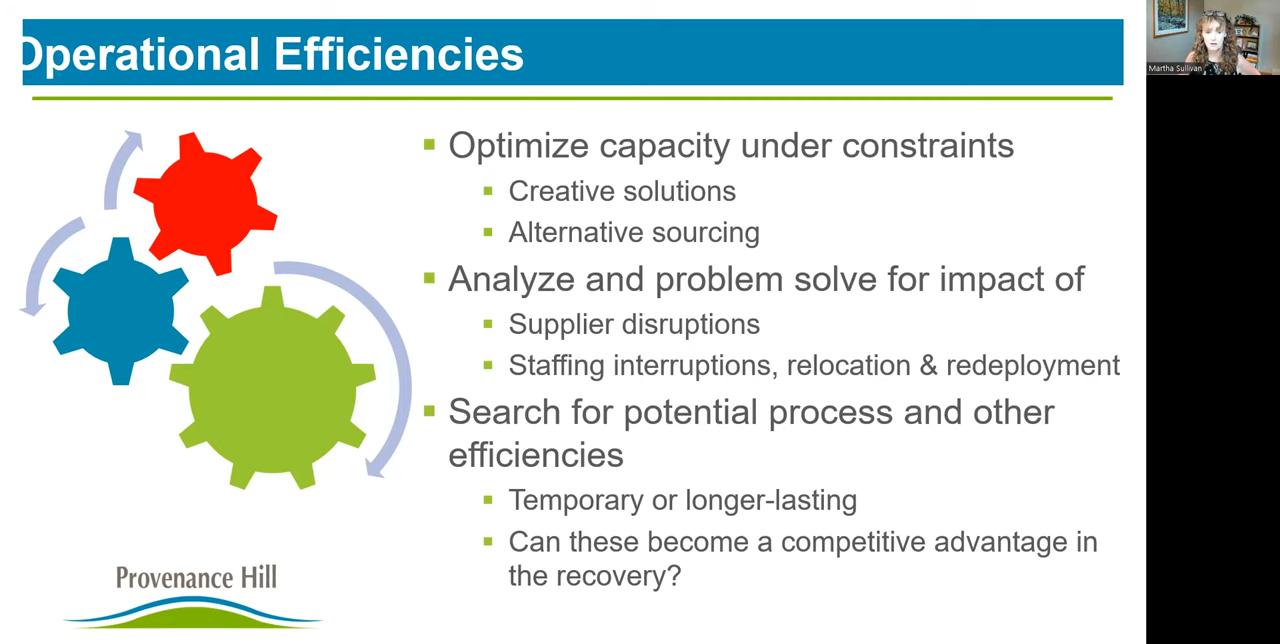 Operational Efficiencies
Optimize capacity under constraints
Creative solutions
Alternative sourcing
Analyze and problem solve for impact of
Supplier disruptions
Staffing interruptions, relocation & redeployment
Search for potential process and other
efficiencies
Temporary or longer-lasting
Can these become a competitive advantage in
the recovery?
Provenance Hill
Martha Sullivan